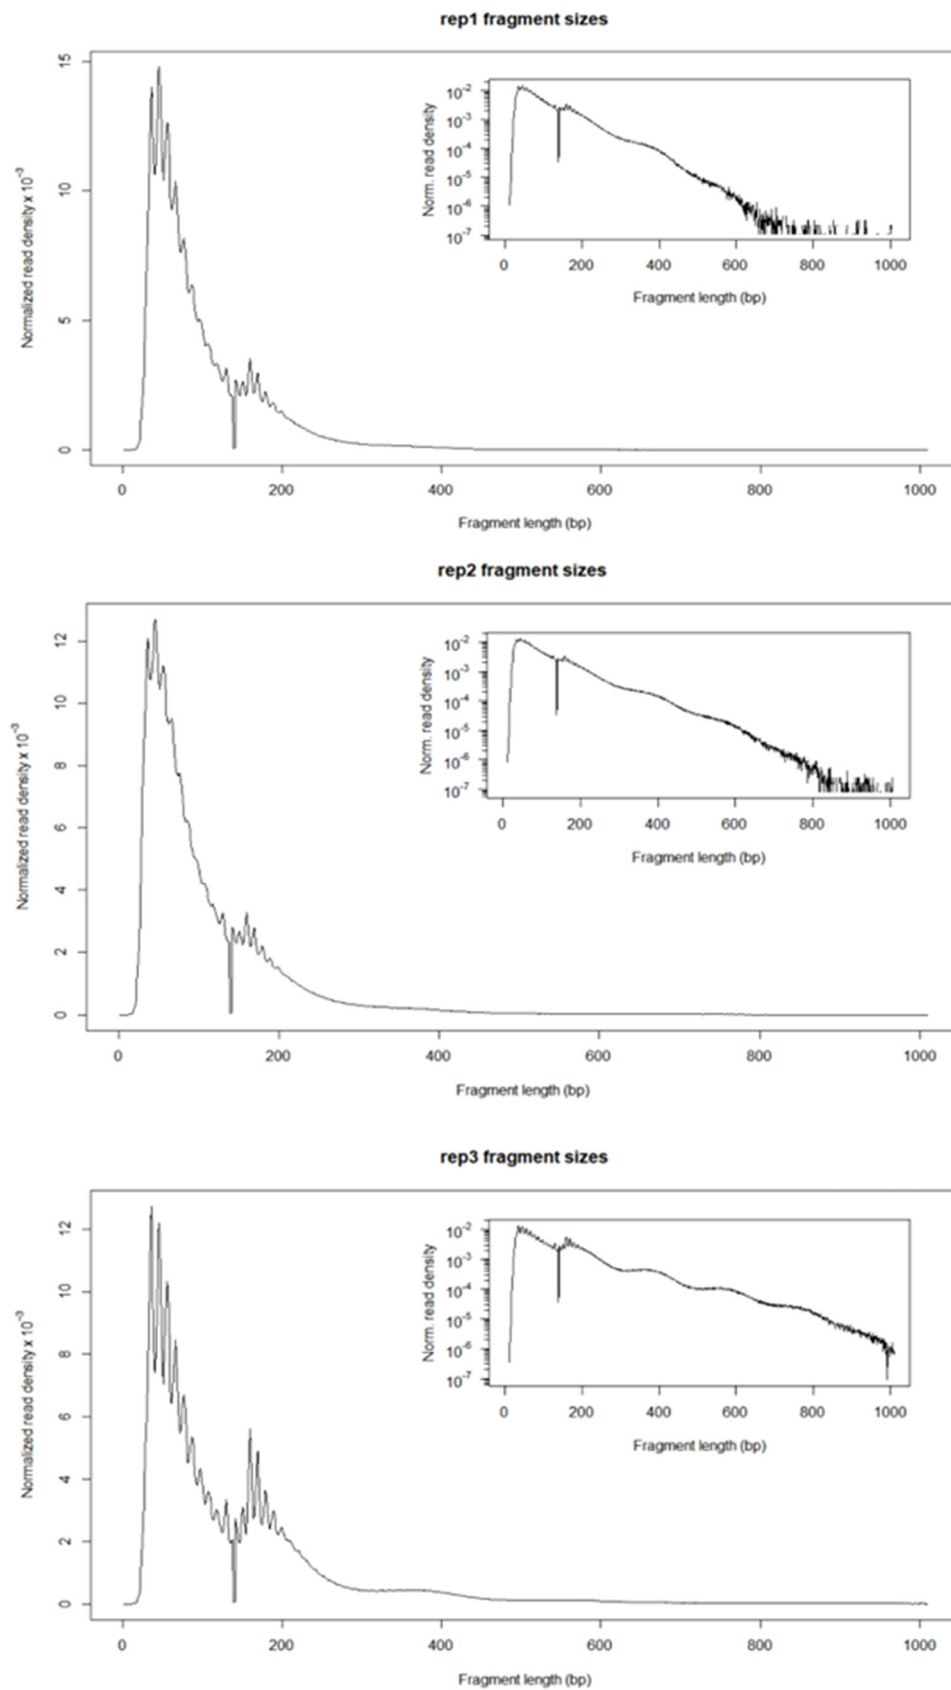 rep1 fragment sizes
Normalized read density x 10⁻³
15
10
5
0
0 200 400 600 800 1000
Fragment length (bp)
Norm. read density
10⁻²
10⁻³
10⁻⁴
10⁻⁵
10⁻⁶
10⁻⁷
0 200 400 600 800 1000
Fragment length (bp)
rep2 fragment sizes
Normalized read density x 10⁻³
12
10
8
6
4
2
0
0 200 400 600 800 1000
Fragment length (bp)
Norm. read density
10⁻²
10⁻³
10⁻⁴
10⁻⁵
10⁻⁶
10⁻⁷
0 200 400 600 800 1000
Fragment length (bp)
rep3 fragment sizes
Normalized read density x 10⁻³
12
10
8
6
4
2
0
0 200 400 600 800 1000
Fragment length (bp)
Norm. read density
10⁻²
10⁻³
10⁻⁴
10⁻⁵
10⁻⁶
10⁻⁷
0 200 400 600 800 1000
Fragment length (bp)